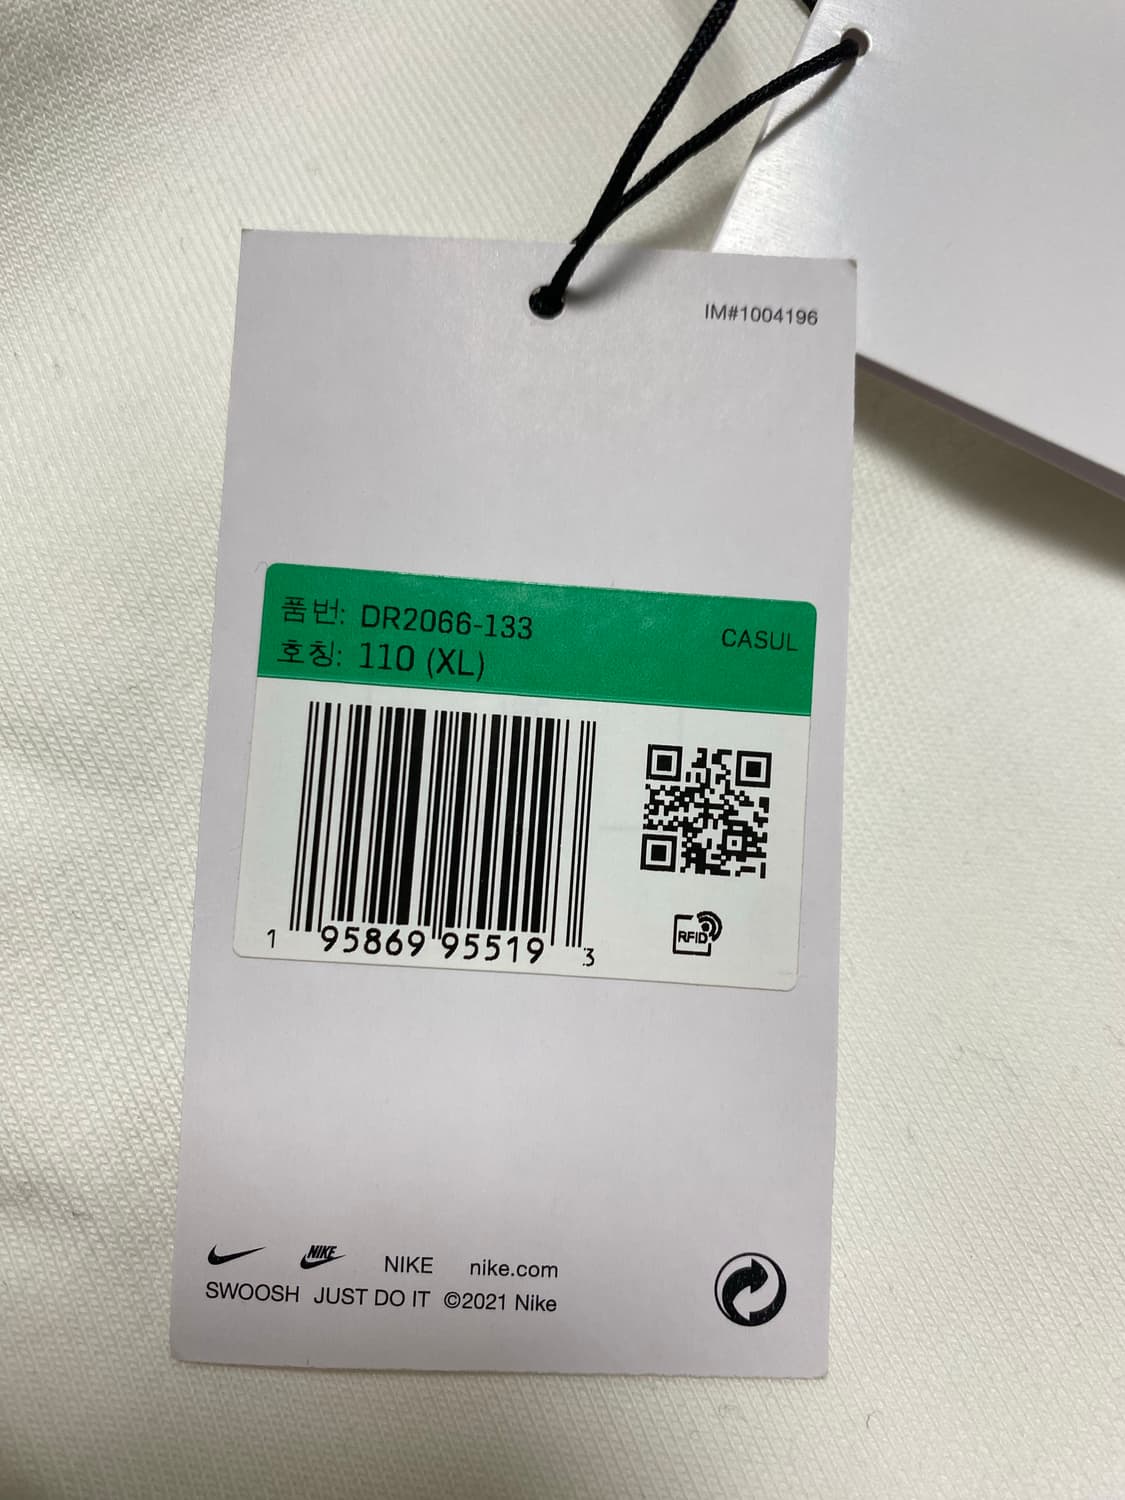 IM#1004196
품번: DR2066-133
호칭: 110 (XL)
CASUL
1 95869 95519 3
RFID
NIKE NIKE nike.com
SWOOSH JUST DO IT ©2021 Nike